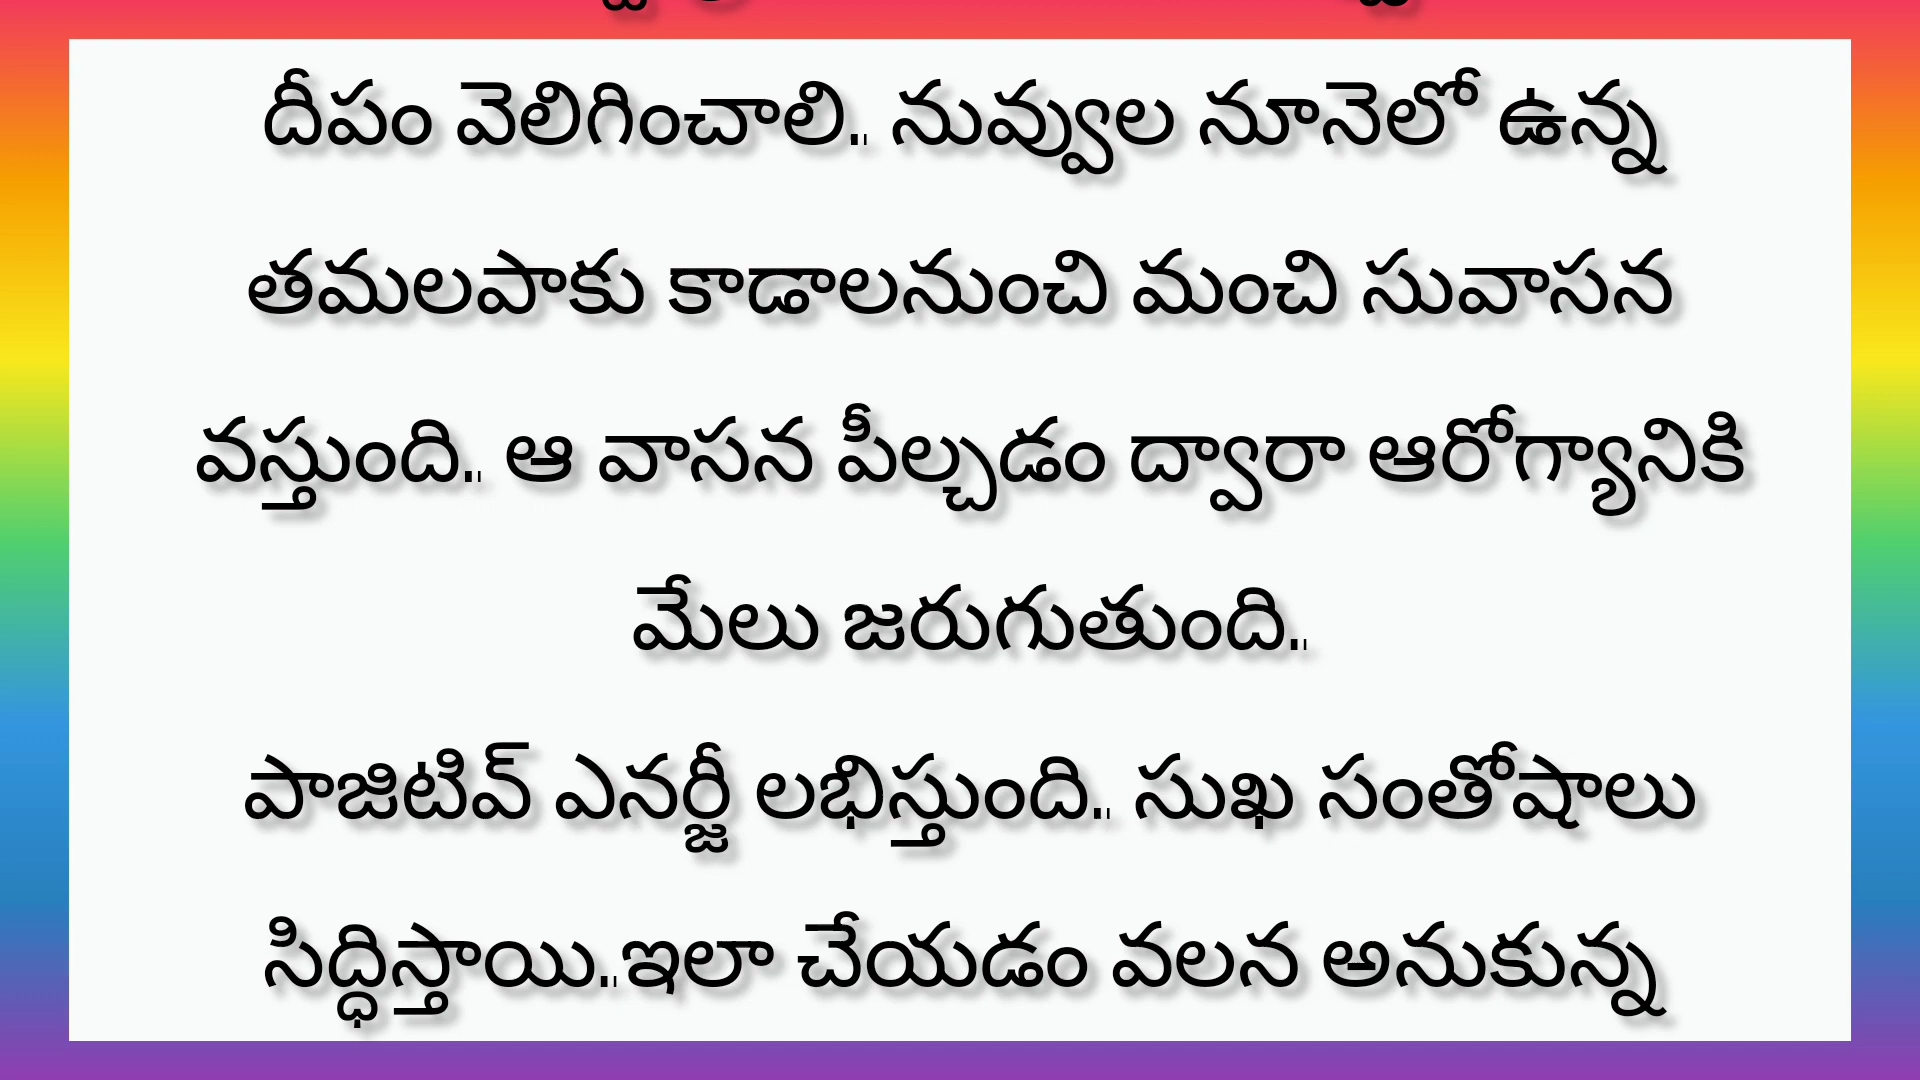 దీపం వెలిగించాలి.. నువ్వుల నూనెలో ఉన్న
తమలపాకు కాడాలనుంచి మంచి సువాసన
వస్తుంది.. ఆ వాసన పీల్చడం ద్వారా ఆరోగ్యానికి
మేలు జరుగుతుంది..
పాజిటివ్ ఎనర్జీ లభిస్తుంది.. సుఖ సంతోషాలు
సిద్ధిస్తాయి..ఇలా చేయడం వలన అనుకున్న